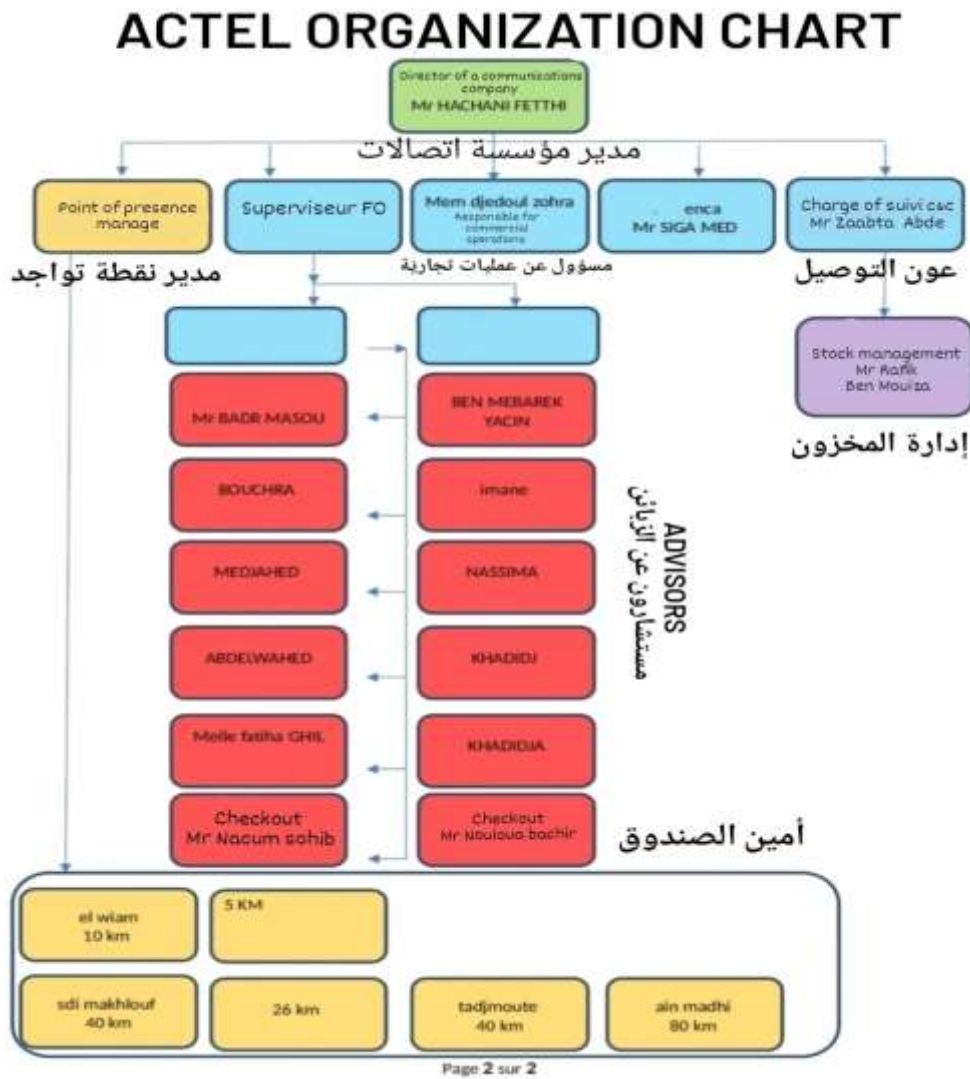 ACTEL ORGANIZATION CHART
Director of a communications
company
Mr HACHANI FETTHI
مدير مؤسسة اتصالات
Point of presence
manage
Superviseur FO
Mem djedoul zohra
Responsible for
commercial
operations
enca
Mr SIGA MED
Charge of suivi csc
Mr Zaabta Abde
مدير نقطة تواجد
مسؤول عن عمليات تجارية
عون التوصيل
Stock management
Mr Rafik
Ben Mouiza
إدارة المخزون
Mr BADR MASOU
BEN MEBAREK
YACIN
BOUCHRA
imane
MEDJAHED
NASSIMA
ABDELWAHED
KHADIDJ
Melle fatiha GHIL
KHADIDJA
ADVISORS
مستشارون عن الزبائن
Checkout
Mr Nacum sahib
Checkout
Mr Nouioua bachir
أمين الصندوق
el wiam
10 km
5 KM
sdi makhlouf
40 km
26 km
tadjmoute
40 km
ain madhi
80 km
Page 2 sur 2